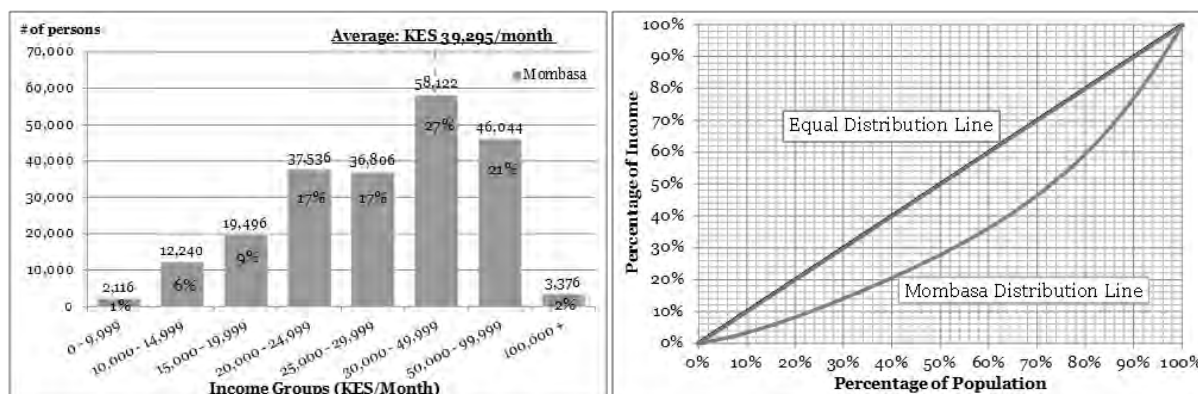 # of persons
Average: KES 39,295/month
70,000
60,000
50,000
40,000
30,000
20,000
10,000
0
Mombasa
2,116
1%
12,240
6%
19,496
9%
37,536
17%
36,806
17%
58,122
27%
46,044
21%
3,376
2%
0 - 9,999
10,000 - 14,999
15,000 - 19,999
20,000 - 24,999
25,000 - 29,999
30,000 - 49,999
50,000 - 99,999
100,000 +
Income Groups (KES/Month)
Percentage of Income
100%
90%
80%
70%
60%
50%
40%
30%
20%
10%
0%
Equal Distribution Line
Mombasa Distribution Line
0% 10% 20% 30% 40% 50% 60% 70% 80% 90% 100%
Percentage of Population